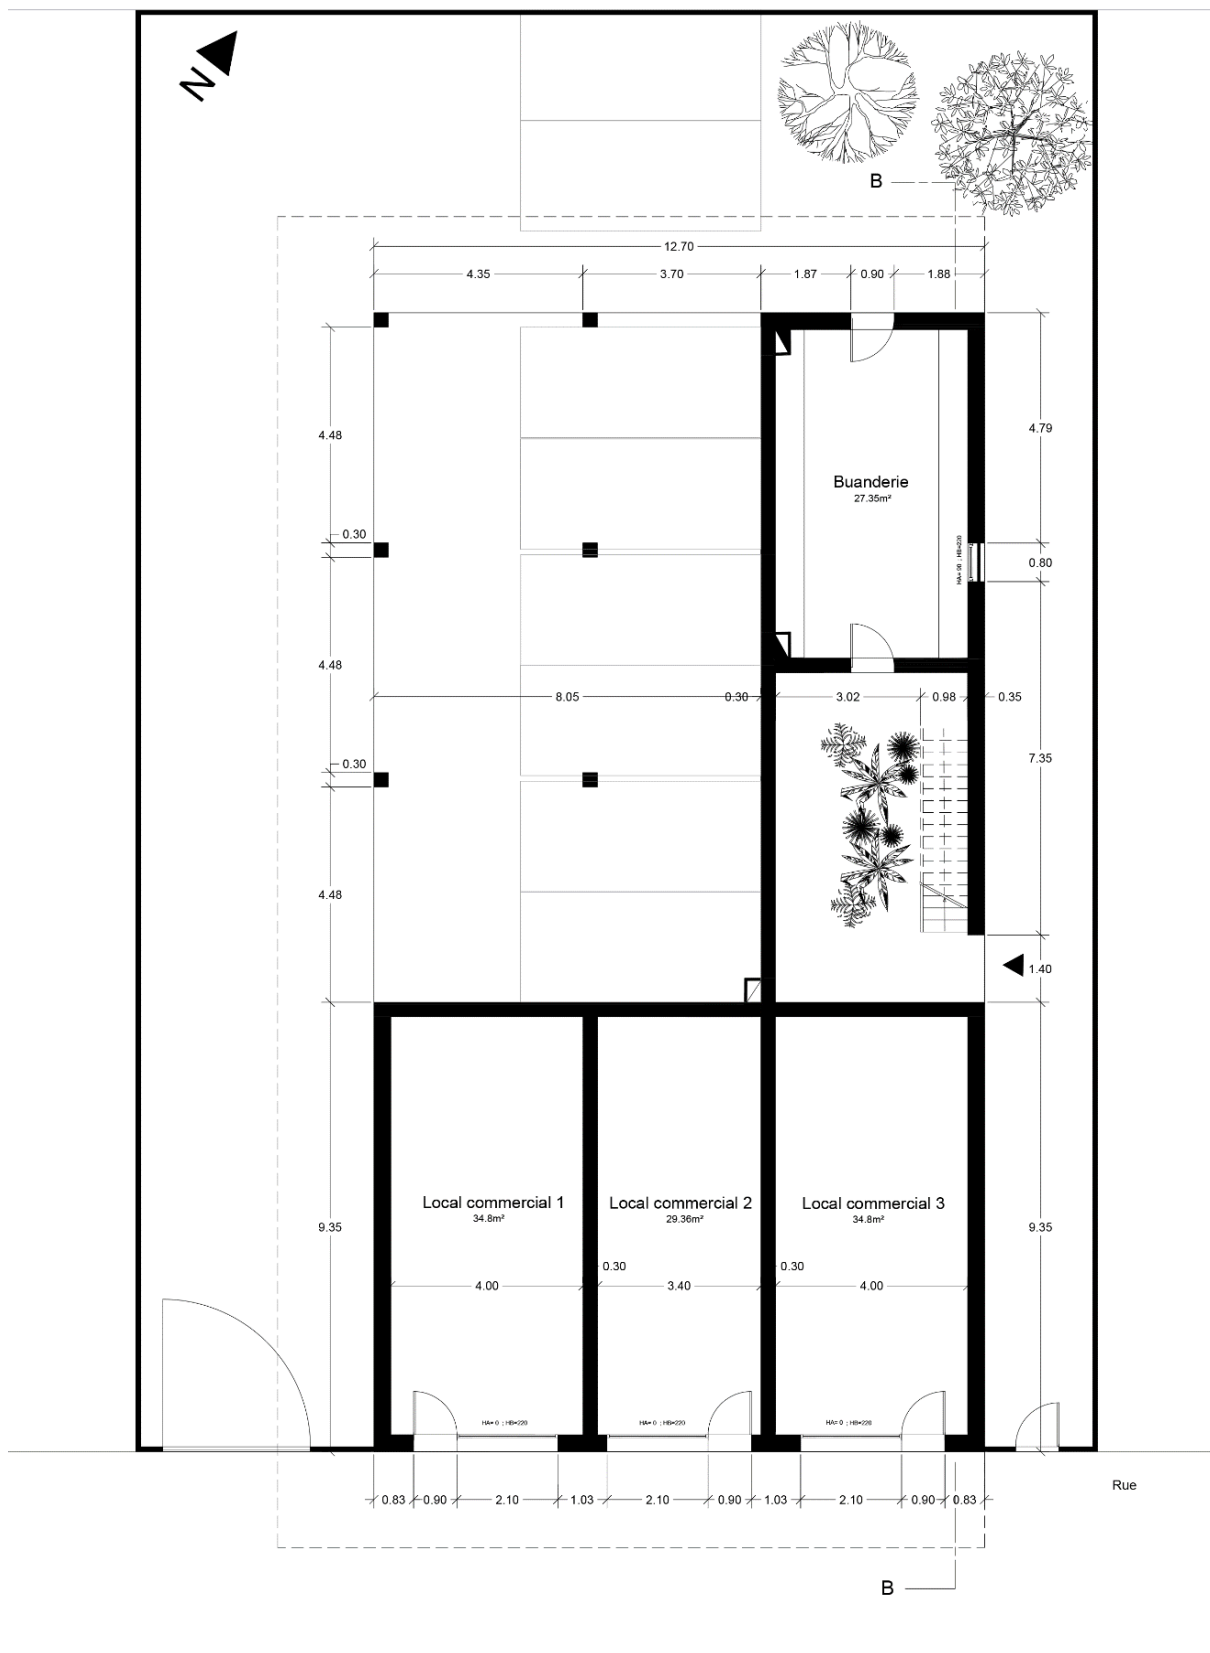 N
B
12.70
4.35
3.70
1.87
0.90
1.88
4.48
4.79
Buanderie
27.35m²
0.30
0.80
HA= 90 ; HB=220
4.48
8.05
0.30
3.02
0.98
0.35
0.30
7.35
4.48
1.40
Local commercial 1
34.8m²
Local commercial 2
29.36m²
Local commercial 3
34.8m²
9.35
9.35
0.30
0.30
4.00
3.40
4.00
HA= 0 ; HB=220
HA= 0 ; HB=220
HA= 0 ; HB=220
Rue
0.83
0.90
2.10
1.03
2.10
0.90
1.03
2.10
0.90
0.83
B